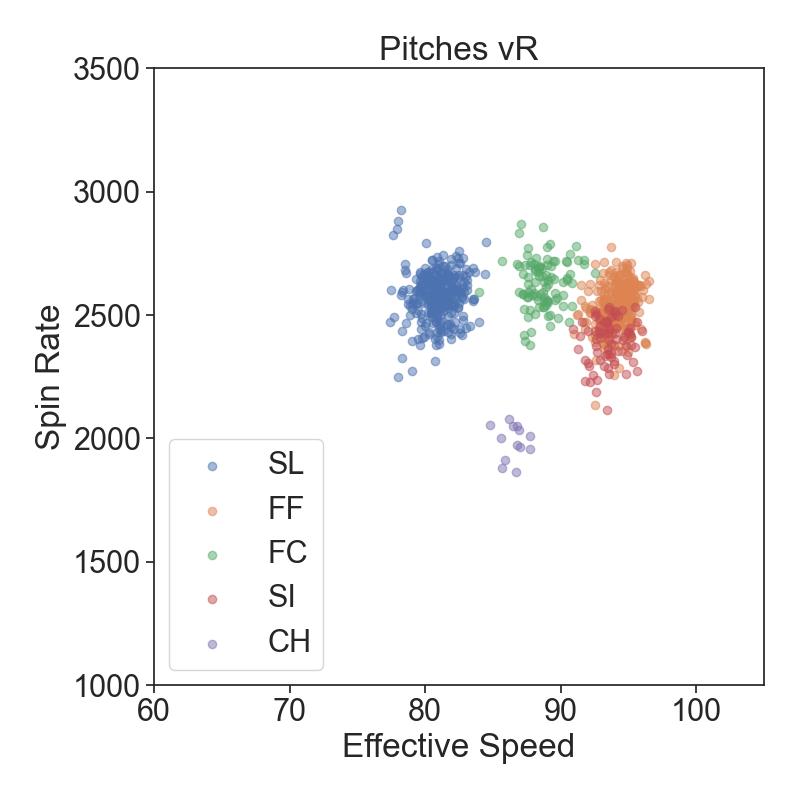 Pitches vR
3500
3000
2500
2000
1500
1000
Spin Rate
SL
FF
FC
SI
CH
60 70 80 90 100
Effective Speed